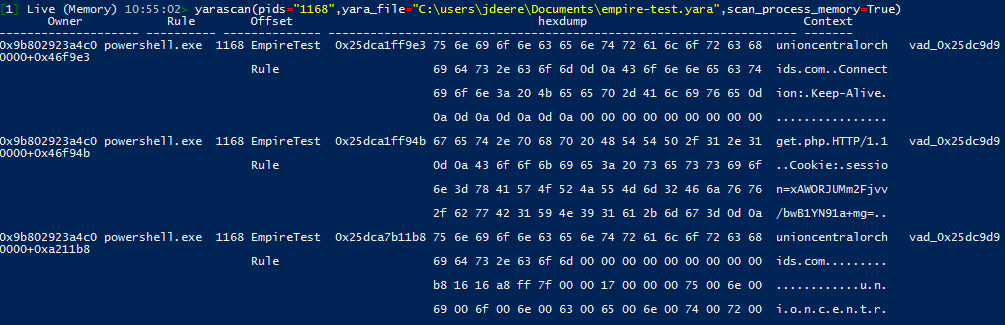 [1] Live (Memory) 10:55:02> yarascan(pids="1168",yara_file="C:\users\jdeere\Documents\empire-test.yara",scan_process_memory=True)
Owner Rule Offset hexdump Context
---------------------- ---------- -------------- ---------------------------------------------------------------- -------
0x9b802923a4c0 powershell.exe 1168 EmpireTest 0x25dca1ff9e3 75 6e 69 6f 6e 63 65 6e 74 72 61 6c 6f 72 63 68 unioncentralorch vad_0x25dc9d9
0000+0x46f9e3
Rule 69 64 73 2e 63 6f 6d 0d 0a 43 6f 6e 6e 65 63 74 ids.com..Connect
69 6f 6e 3a 20 4b 65 65 70 2d 41 6c 69 76 65 0d ion:.Keep-Alive.
0a 0d 0a 0d 0a 0d 0a 00 00 00 00 00 00 00 00 00 ................
0x9b802923a4c0 powershell.exe 1168 EmpireTest 0x25dca1ff94b 67 65 74 2e 70 68 70 20 48 54 54 50 2f 31 2e 31 get.php.HTTP/1.1 vad_0x25dc9d9
0000+0x46f94b
Rule 0d 0a 43 6f 6f 6b 69 65 3a 20 73 65 73 73 69 6f ..Cookie:.sessio
6e 3d 78 41 57 4f 52 4a 55 4d 6d 32 46 6a 76 76 n=xAWORJUMm2Fjvv
2f 62 77 42 31 59 4e 39 31 61 2b 6d 67 3d 0d 0a /bwB1YN91a+mg=..
0x9b802923a4c0 powershell.exe 1168 EmpireTest 0x25dca7b11b8 75 6e 69 6f 6e 63 65 6e 74 72 61 6c 6f 72 63 68 unioncentralorch vad_0x25dc9d9
0000+0xa211b8
Rule 69 64 73 2e 63 6f 6d 00 00 00 00 00 00 00 00 00 ids.com.........
b8 16 16 a8 ff 7f 00 00 17 00 00 00 75 00 6e 00 ............u.n.
69 00 6f 00 6e 00 63 00 65 00 6e 00 74 00 72 00 i.o.n.c.e.n.t.r.